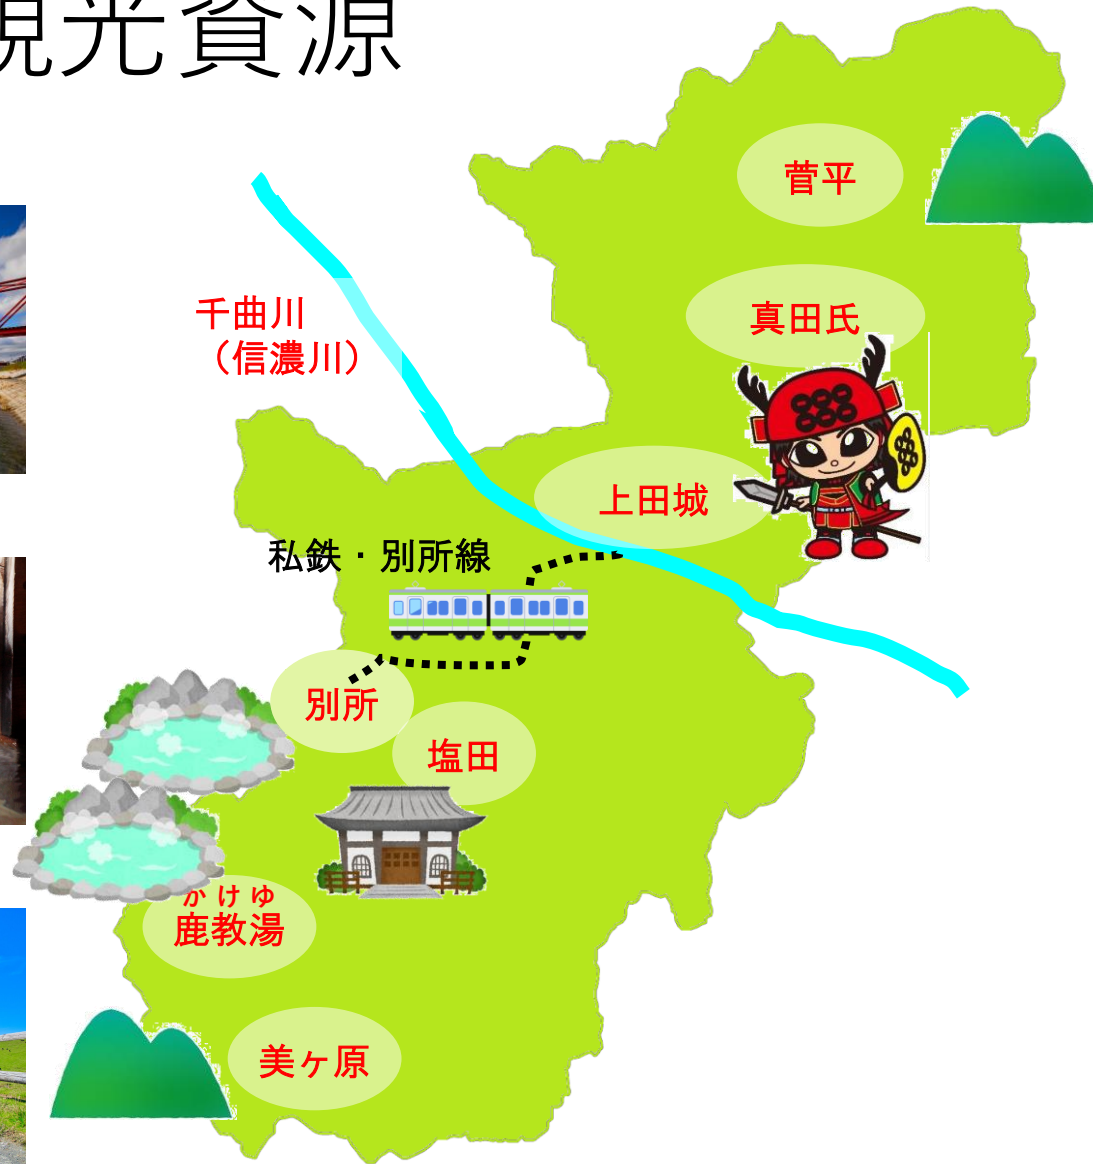 観光資源
菅平
真田氏
千曲川
（信濃川）
上田城
私鉄・別所線
別所
塩田
かけゆ
鹿教湯
美ヶ原